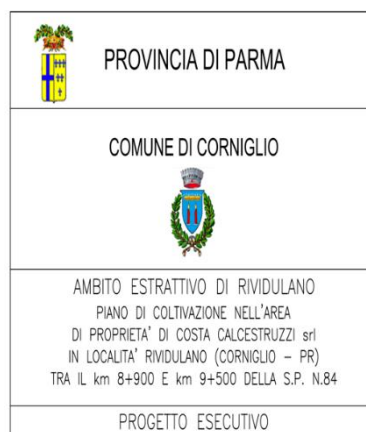 PROVINCIA DI PARMA
COMUNE DI CORNIGLIO
AMBITO ESTRATTIVO DI RIVIDULANO
PIANO DI COLTIVAZIONE NELL'AREA
DI PROPRIETA' DI COSTA CALCESTRUZZI srl
IN LOCALITA' RIVIDULANO (CORNIGLIO - PR)
TRA IL km 8+900 E km 9+500 DELLA S.P. N.84
PROGETTO ESECUTIVO